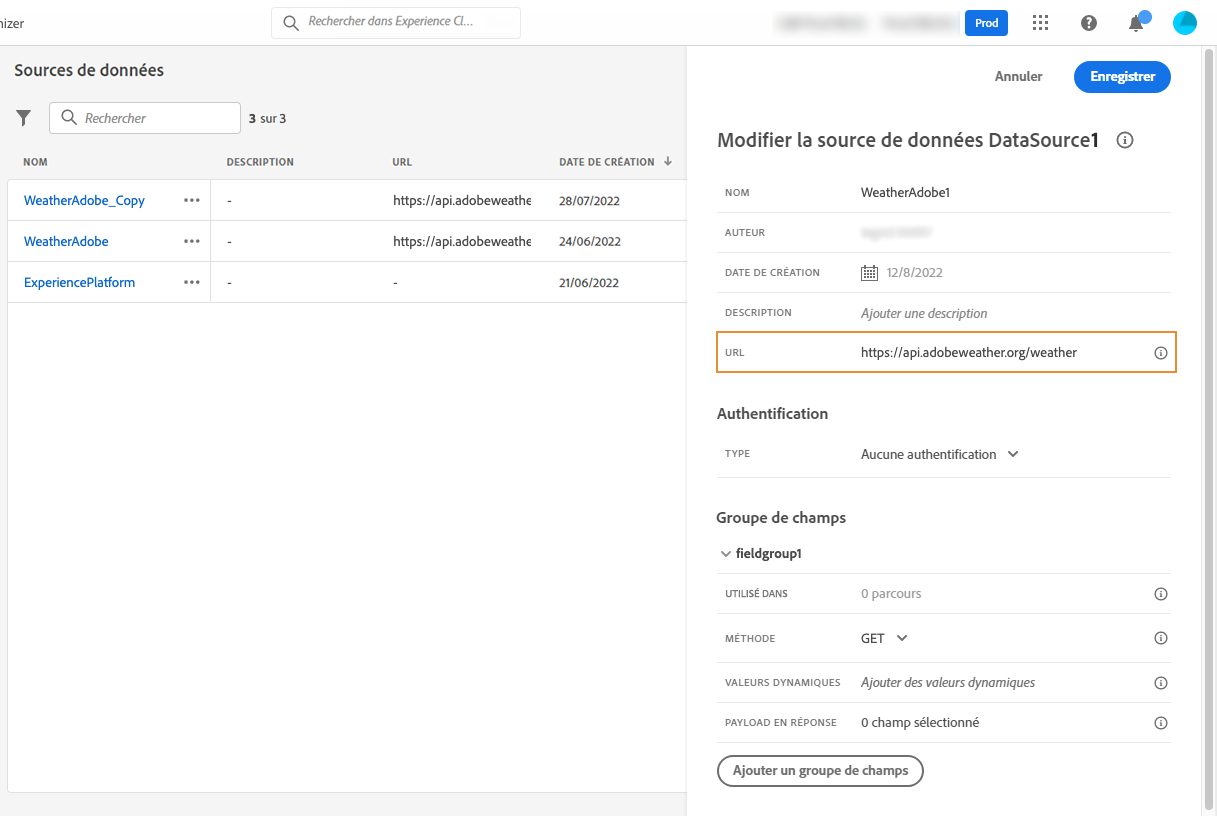 nizer
Rechercher dans Experience Cl...
Prod
Sources de données
Annuler
Enregistrer
Rechercher
3 sur 3
Modifier la source de données DataSource1
NOM
DESCRIPTION
URL
DATE DE CRÉATION
WeatherAdobe_Copy
-
https://api.adobeweathe
28/07/2022
WeatherAdobe
-
https://api.adobeweathe
24/06/2022
ExperiencePlatform
-
-
21/06/2022
NOM
WeatherAdobe1
AUTEUR
DATE DE CRÉATION
12/8/2022
DESCRIPTION
Ajouter une description
URL
https://api.adobeweather.org/weather
Authentification
TYPE
Aucune authentification
Groupe de champs
fieldgroup1
UTILISÉ DANS
0 parcours
MÉTHODE
GET
VALEURS DYNAMIQUES
Ajouter des valeurs dynamiques
PAYLOAD EN RÉPONSE
0 champ sélectionné
Ajouter un groupe de champs